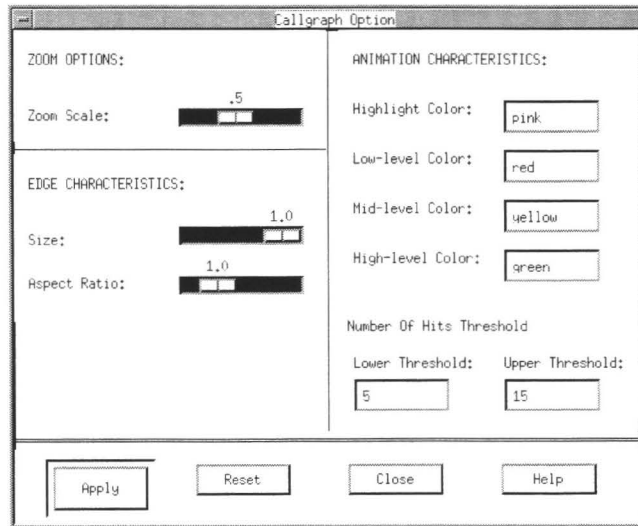 Callgraph Option
ZOOM OPTIONS:
.5
Zoom Scale:
EDGE CHARACTERISTICS:
1.0
Size:
1.0
Aspect Ratio:
ANIMATION CHARACTERISTICS:
Highlight Color:
pink
Low-level Color:
red
Mid-level Color:
yellow
High-level Color:
green
Number Of Hits Threshold
Lower Threshold: Upper Threshold:
5 15
Apply Reset Close Help